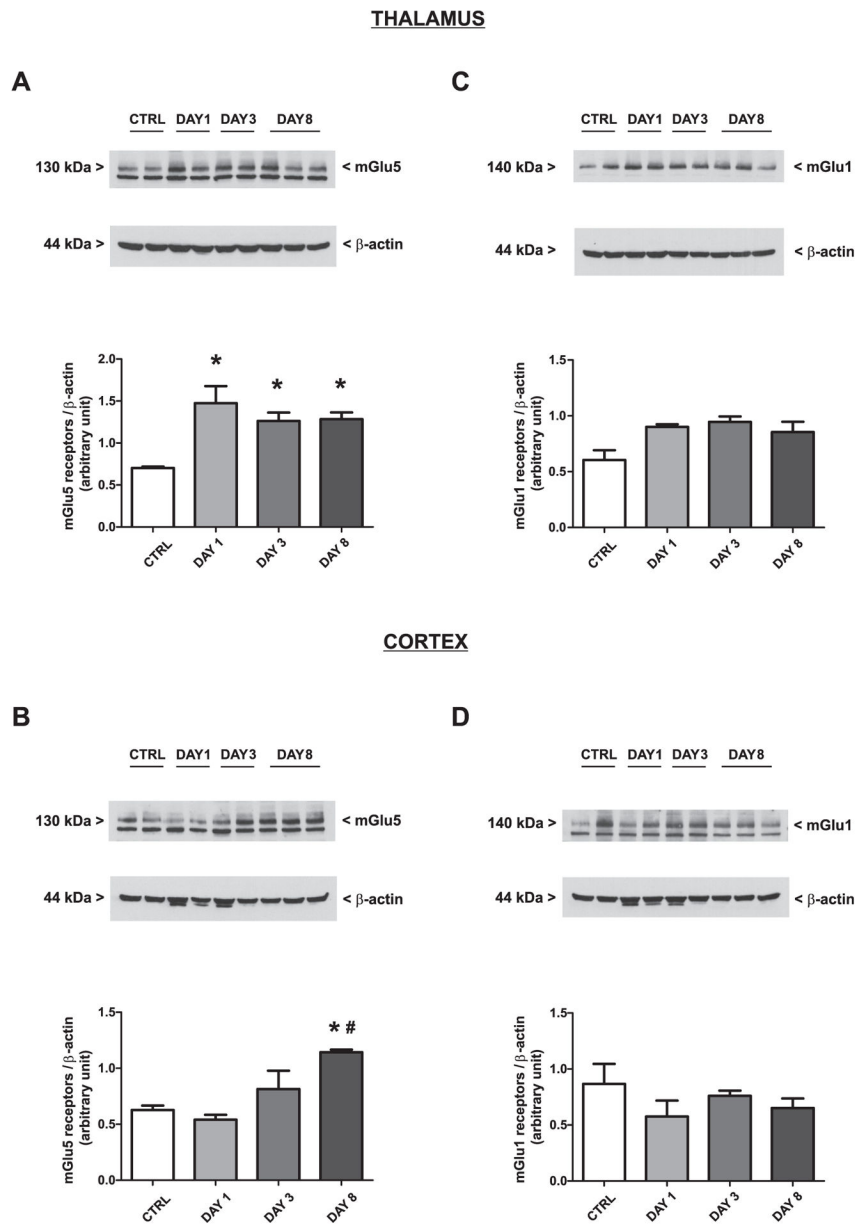 THALAMUS
A
CTRL DAY1 DAY3 DAY8
130 kDa > < mGlu5
44 kDa > < β-actin
mGlu5 receptors / β-actin
(arbitrary unit)
2.0
1.5
1.0
0.5
0.0
* * *
CTRL DAY 1 DAY 3 DAY 8
C
CTRL DAY1 DAY3 DAY8
140 kDa > < mGlu1
44 kDa > < β-actin
mGlu1 receptors / β-actin
(arbitrary unit)
1.5
1.0
0.5
0.0
CTRL DAY 1 DAY 3 DAY 8
CORTEX
B
CTRL DAY1 DAY3 DAY8
130 kDa > < mGlu5
44 kDa > < β-actin
mGlu5 receptors / β-actin
(arbitrary unit)
1.5
1.0
0.5
0.0
* #
CTRL DAY 1 DAY 3 DAY 8
D
CTRL DAY1 DAY3 DAY8
140 kDa > < mGlu1
44 kDa > < β-actin
mGlu1 receptors / β-actin
(arbitrary unit)
1.5
1.0
0.5
0.0
CTRL DAY 1 DAY 3 DAY 8